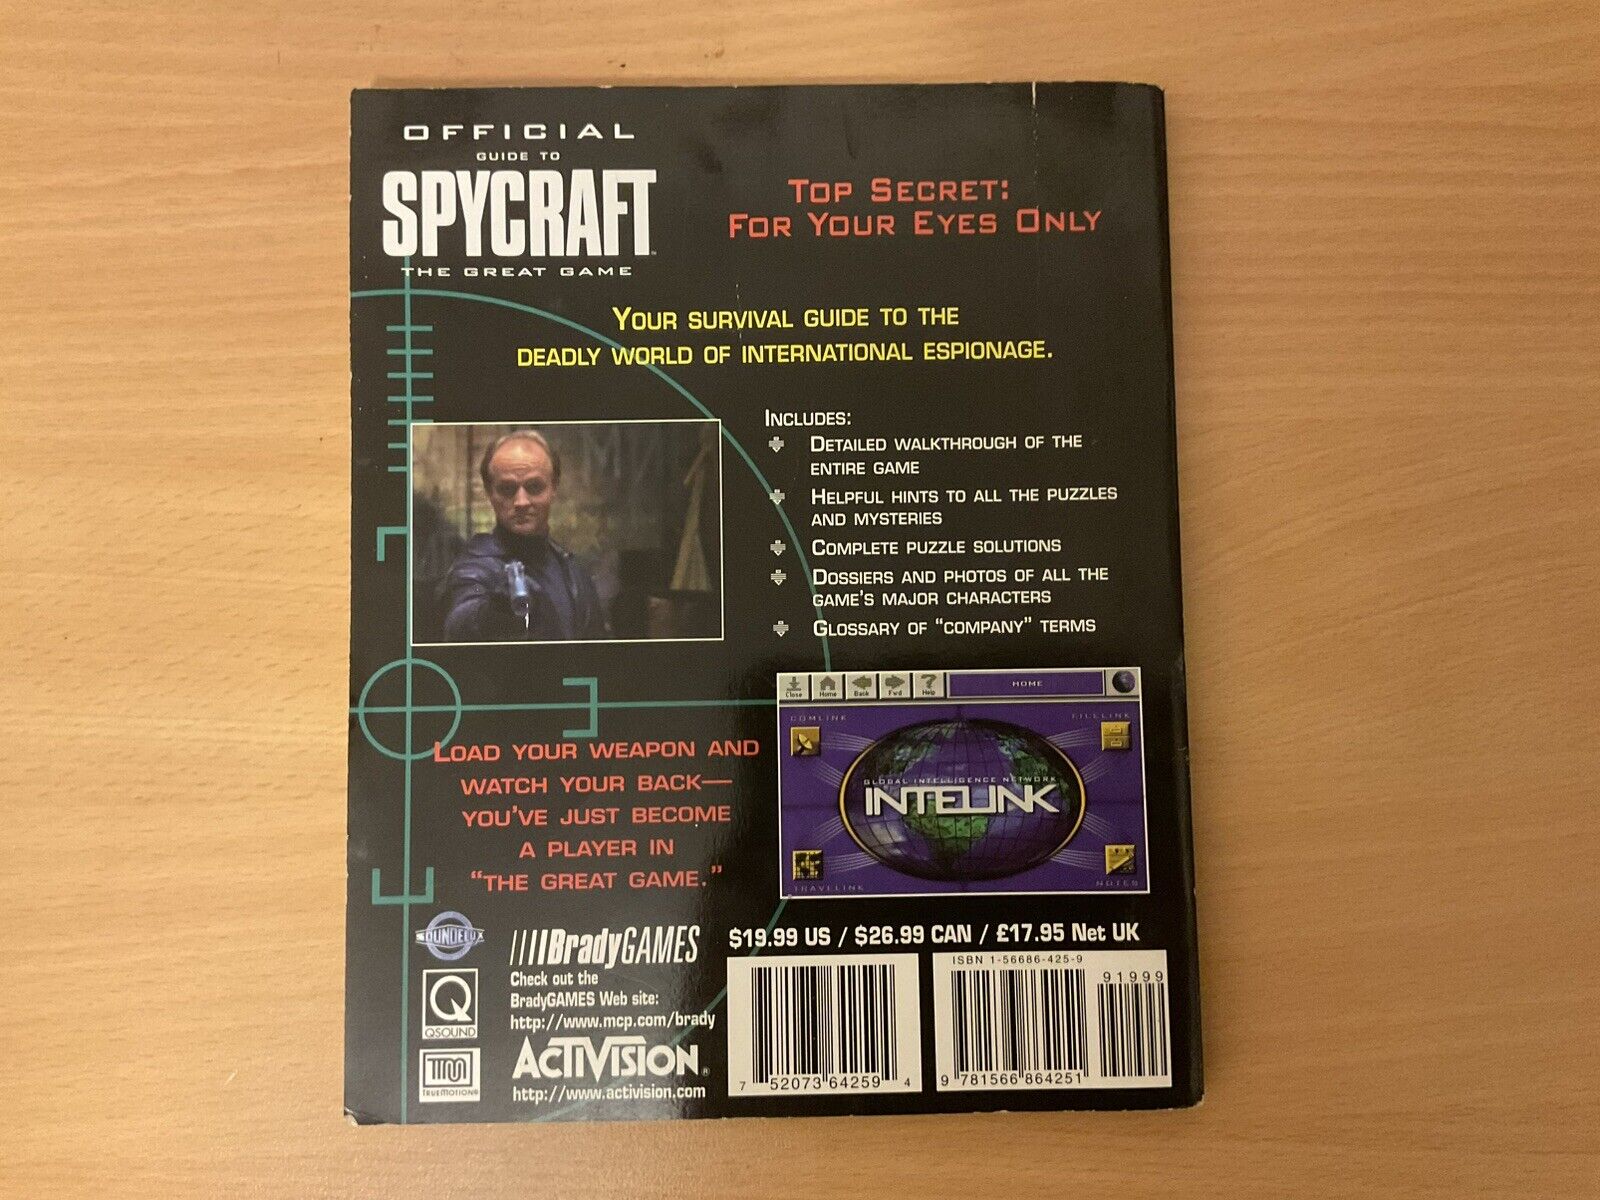 OFFICIAL
GUIDE TO
SPYCRAFT™
THE GREAT GAME
TOP SECRET:
FOR YOUR EYES ONLY
YOUR SURVIVAL GUIDE TO THE
DEADLY WORLD OF INTERNATIONAL ESPIONAGE.
INCLUDES:
DETAILED WALKTHROUGH OF THE
ENTIRE GAME
HELPFUL HINTS TO ALL THE PUZZLES
AND MYSTERIES
COMPLETE PUZZLE SOLUTIONS
DOSSIERS AND PHOTOS OF ALL THE
GAME'S MAJOR CHARACTERS
GLOSSARY OF "COMPANY" TERMS
Close Home Back Fwd Help HOME
COMLINK FILELINK
GLOBAL INTELLIGENCE NETWORK
INTELINK
TRAVELINK NOTES
LOAD YOUR WEAPON AND
WATCH YOUR BACK—
YOU'VE JUST BECOME
A PLAYER IN
"THE GREAT GAME."
SOUNDELUX
Q
QSOUND
TM
TRUEMOTION®
BradyGAMES
Check out the
BradyGAMES Web site:
http://www.mcp.com/brady
ACTIVISION®
http://www.activision.com
$19.99 US / $26.99 CAN / £17.95 Net UK
7 52073 64259 4
ISBN 1-56686-425-9
91999
9 781566 864251